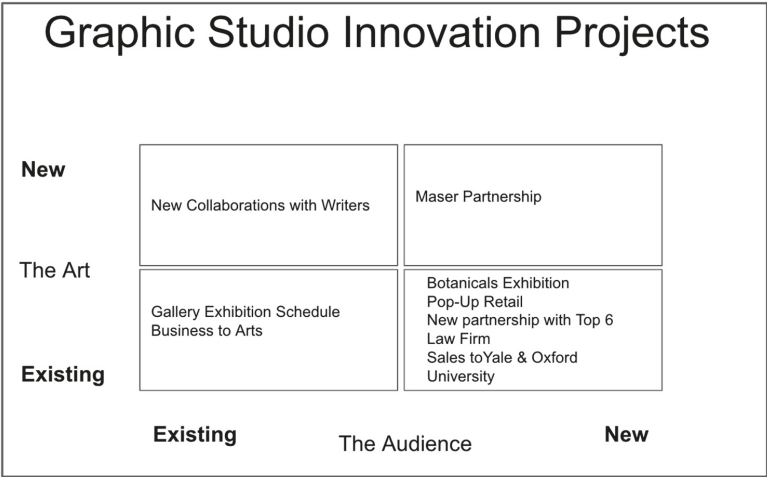 Graphic Studio Innovation Projects
New
New Collaborations with Writers
Maser Partnership
The Art
Gallery Exhibition Schedule
Business to Arts
Botanicals Exhibition
Pop-Up Retail
New partnership with Top 6
Law Firm
Sales toYale & Oxford
University
Existing
Existing
The Audience
New